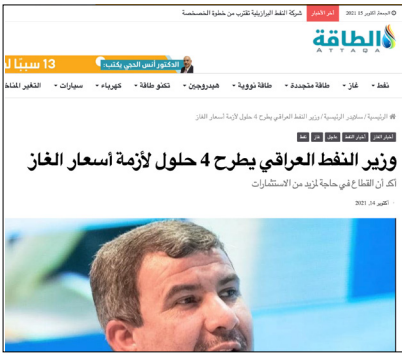 الجمعة, أكتوبر 15 2021
أخر الأخبار
شركة النفط البرازيلية تقترب من خطوة الخصخصة
الطاقة
ATTAQA
الدكتور أنس الحجي يكتب:
13 سببًا لـ
نفط
غاز
طاقة متجددة
طاقة نووية
هيدروجين
تكنو طاقة
كهرباء
سيارات
التغير المناخ
الرئيسية / سلايدر الرئيسية / وزير النفط العراقي يطرح 4 حلول لأزمة أسعار الغاز
أخبار الغاز
أخبار النفط
عاجل
غاز
نفط
وزير النفط العراقي يطرح 4 حلول لأزمة أسعار الغاز
أكد أن القطاع في حاجة لمزيد من الاستثمارات
أكتوبر 14, 2021